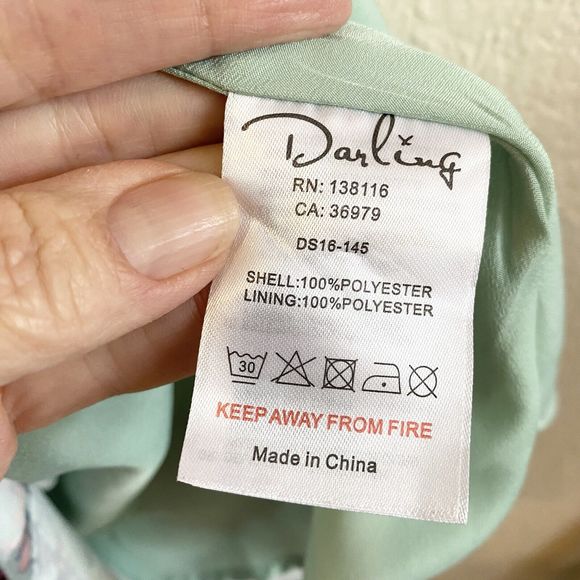 Darling
RN: 138116
CA: 36979
DS16-145
SHELL:100%POLYESTER
LINING:100%POLYESTER
30
KEEP AWAY FROM FIRE
Made in China